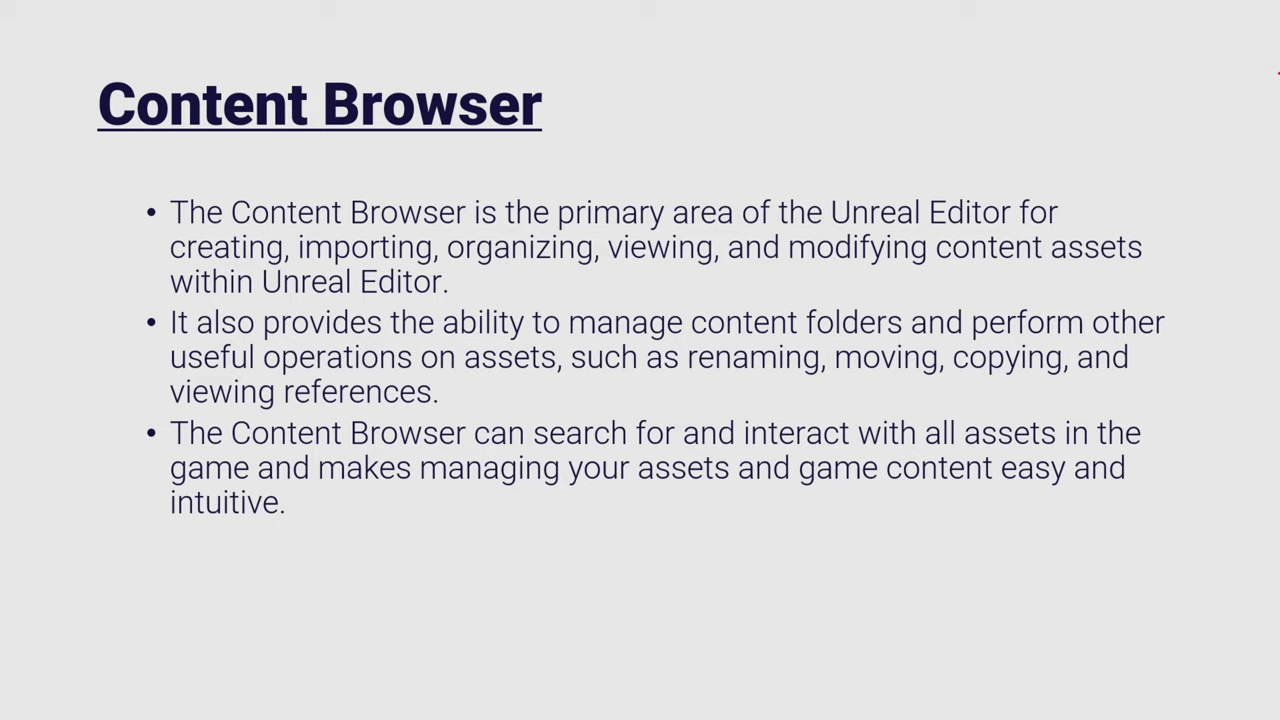 Content Browser
• The Content Browser is the primary area of the Unreal Editor for
creating, importing, organizing, viewing, and modifying content assets
within Unreal Editor.
• It also provides the ability to manage content folders and perform other
useful operations on assets, such as renaming, moving, copying, and
viewing references.
• The Content Browser can search for and interact with all assets in the
game and makes managing your assets and game content easy and
intuitive.